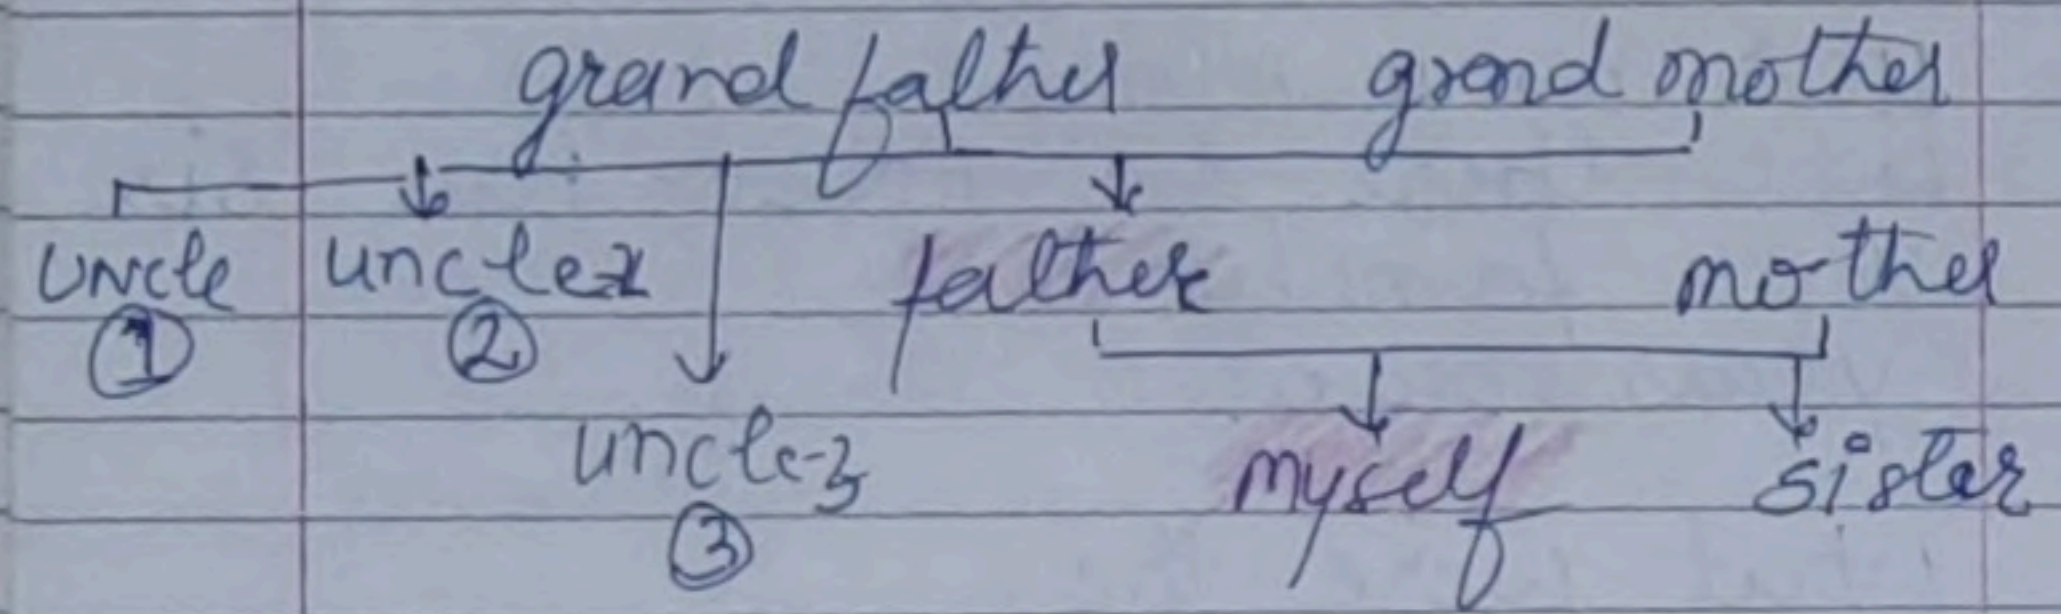 grand father grand mother
uncle uncle-2 father mother
1 2
uncle-3 myself sister
3